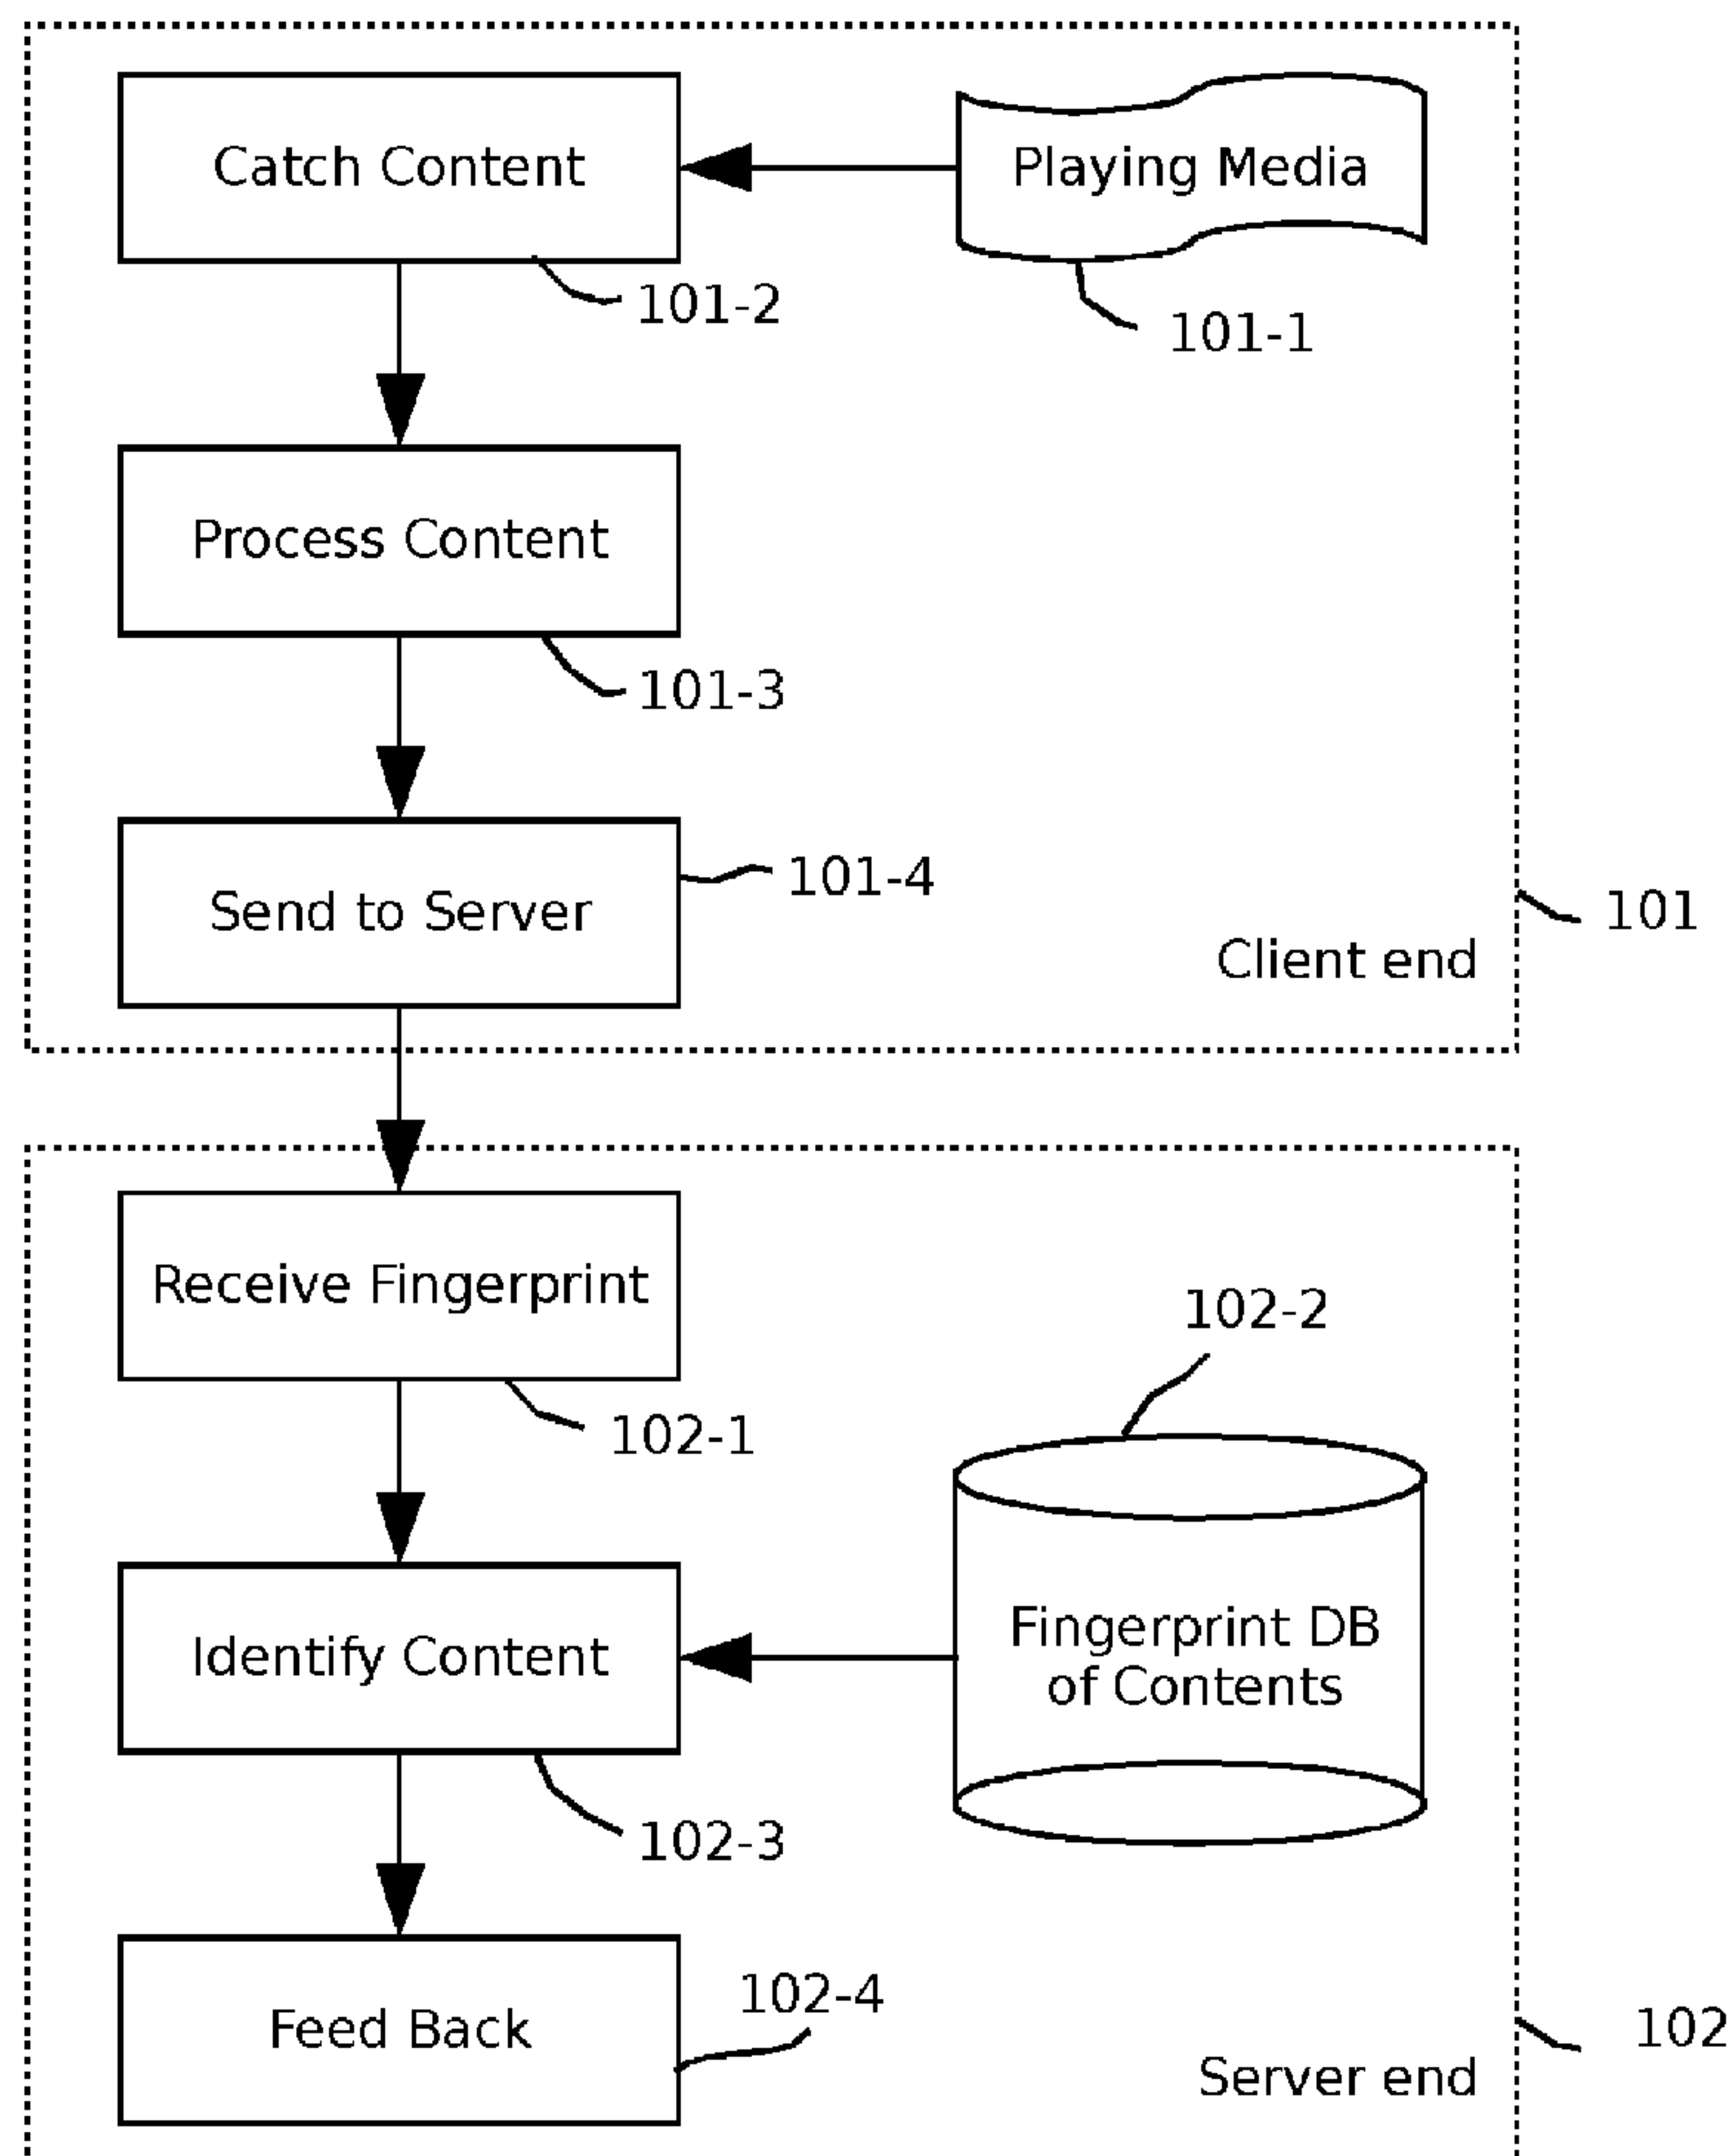 Catch Content
Playing Media
101-2
101-1
Process Content
101-3
Send to Server
101-4
101
Client end
Receive Fingerprint
102-2
102-1
Identify Content
Fingerprint DB
of Contents
102-3
Feed Back
102-4
102
Server end